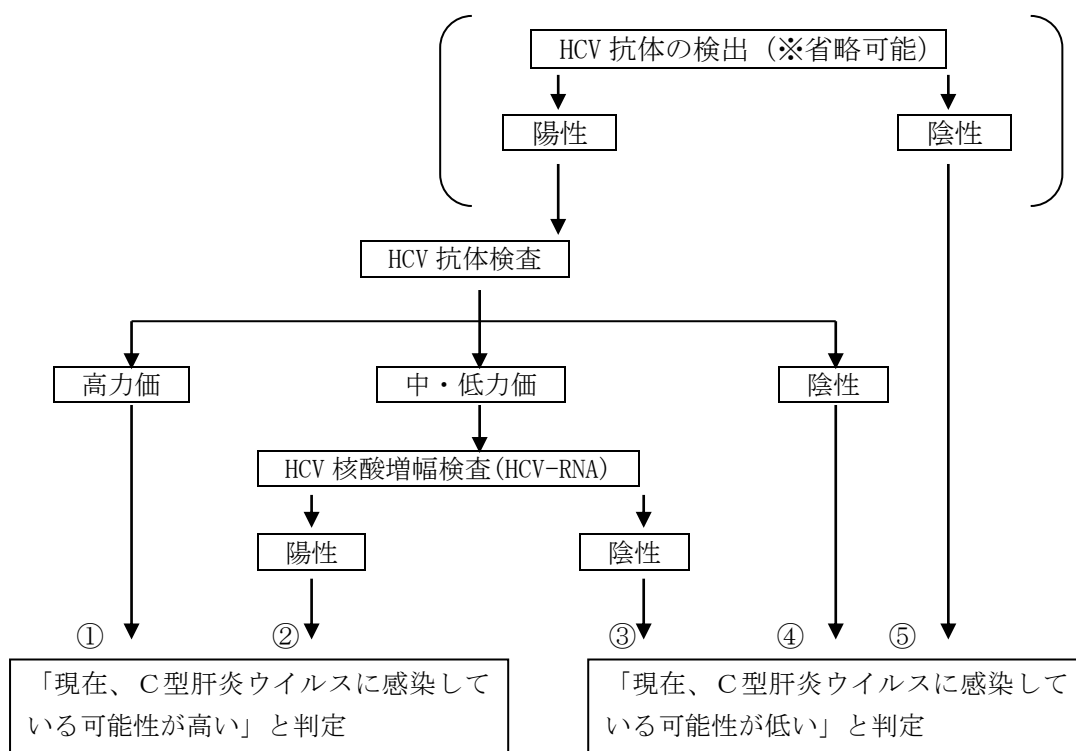 HCV 抗体の検出（※省略可能）
陽性
陰性
HCV 抗体検査
高力価
中・低力価
陰性
HCV 核酸増幅検査(HCV-RNA)
陽性
陰性
①
②
③
④
⑤
「現在、Ｃ型肝炎ウイルスに感染して
いる可能性が高い」と判定
「現在、Ｃ型肝炎ウイルスに感染して
いる可能性が低い」と判定